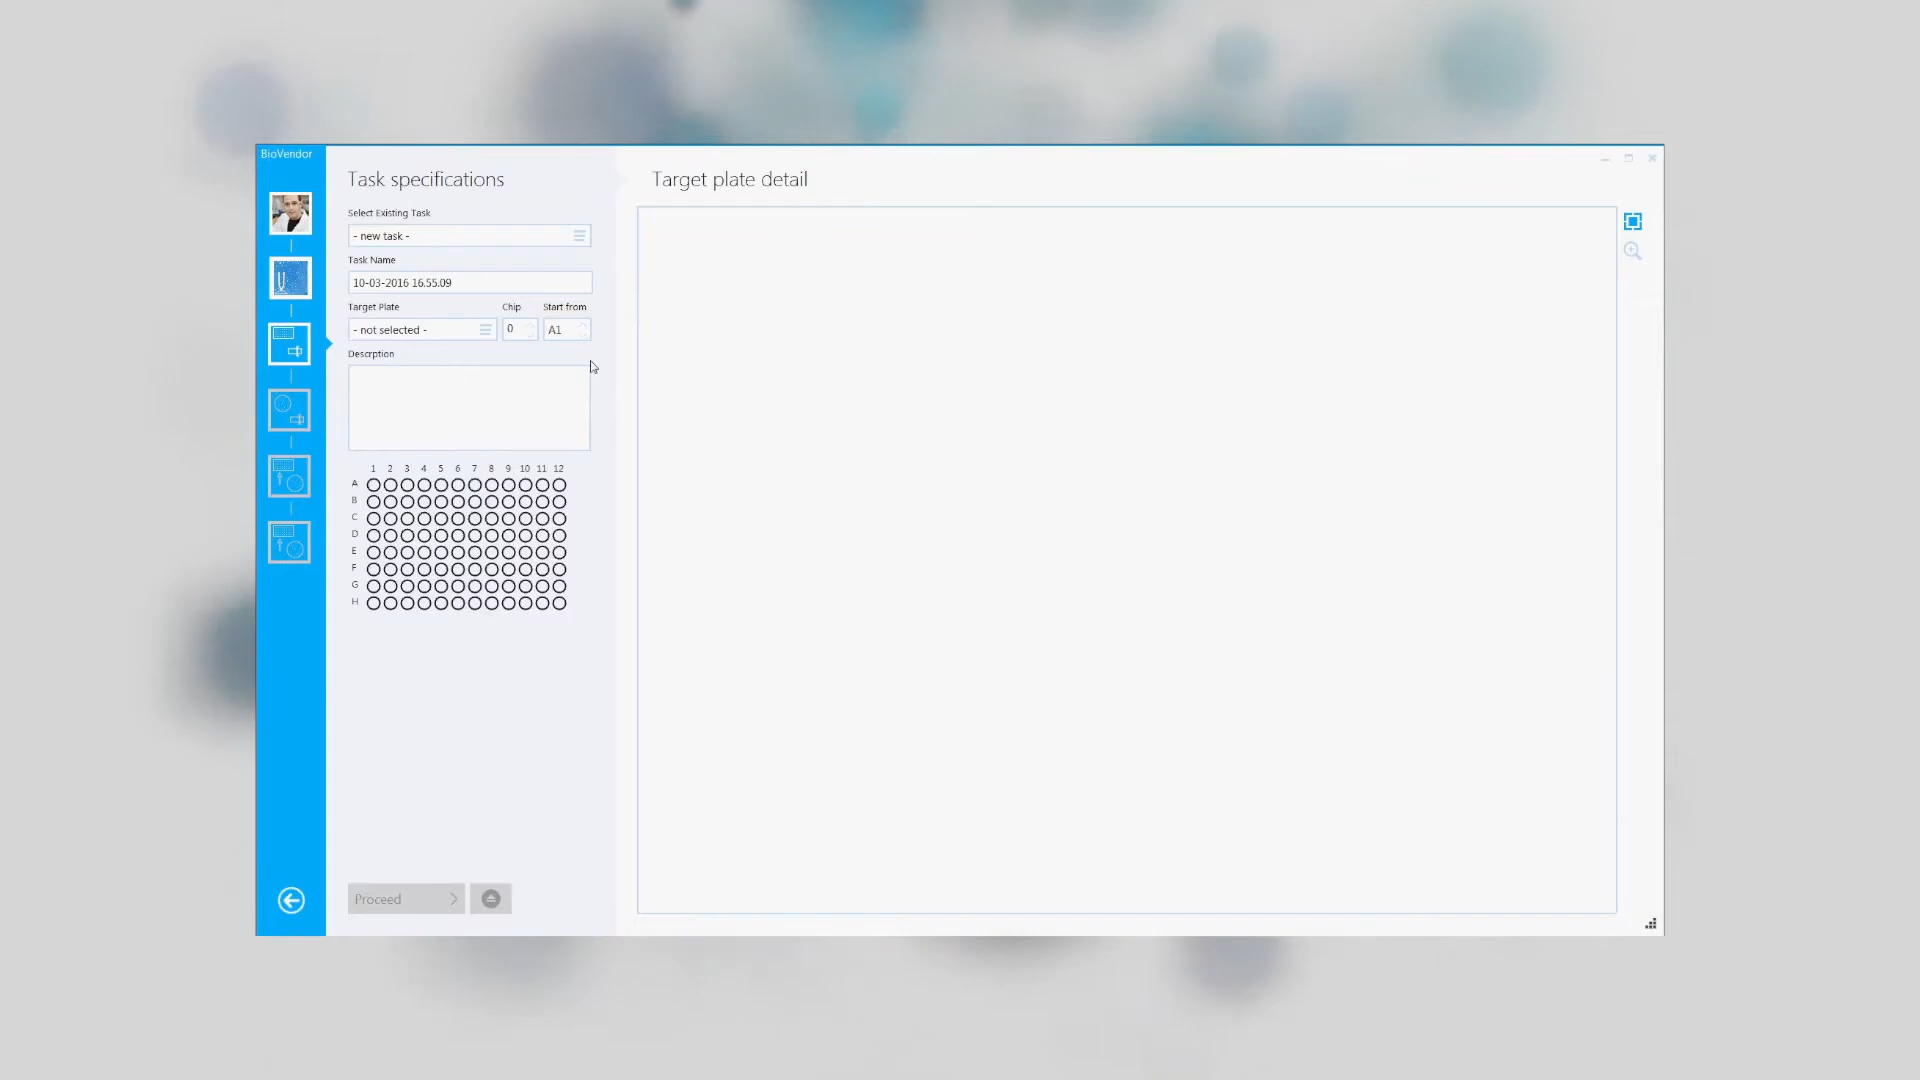 BioVendor
Task specifications
Target plate detail
Select Existing Task
- new task -
Task Name
10-03-2016 16.55.09
Target Plate Chip Start from
- not selected - 0 A1
Descrption
1 2 3 4 5 6 7 8 9 10 11 12
A
B
C
D
E
F
G
H
Proceed